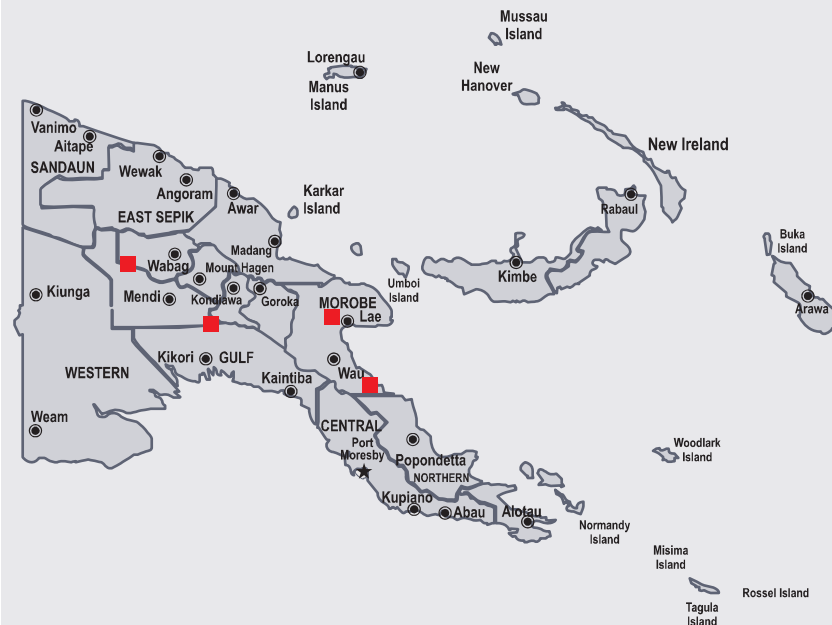 Mussau
Island
Lorengau
Manus
Island
New
Hanover
New Ireland
Vanimo
Aitape
SANDAUN
Wewak
Angoram
EAST SEPIK
Awar
Karkar
Island
Rabaul
Madang
Wabag
Mount Hagen
Umboi
Island
Kimbe
Buka
Island
Arawa
Kiunga
Mendi
Kondiawa
Goroka
MOROBE
Lae
Kikori
GULF
Wau
WESTERN
Kaintiba
Weam
CENTRAL
Port
Moresby
Popondetta
NORTHERN
Woodlark
Island
Kupiano
Abau
Alotau
Normandy
Island
Misima
Island
Rossel Island
Tagula
Island